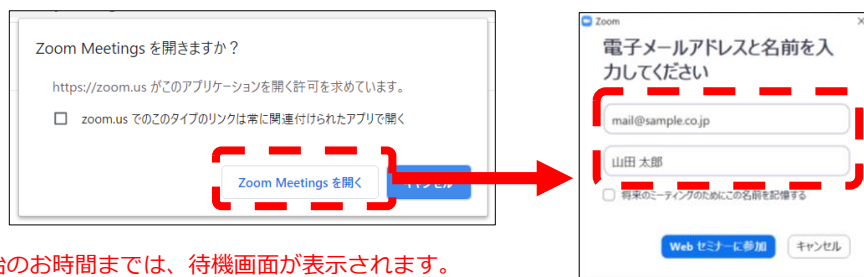 Zoom Meetings を開きますか？
https://zoom.us がこのアプリケーションを開く許可を求めています。
zoom.us でのこのタイプのリンクは常に関連付けられたアプリで開く
Zoom Meetings を開く
Zoom
電子メールアドレスと名前を入
力してください
mail@sample.co.jp
山田 太郎
将来のミーティングのためにこの名前を記憶する
Web セミナーに参加 キャンセル
のお時間までは、待機画面が表示されます。